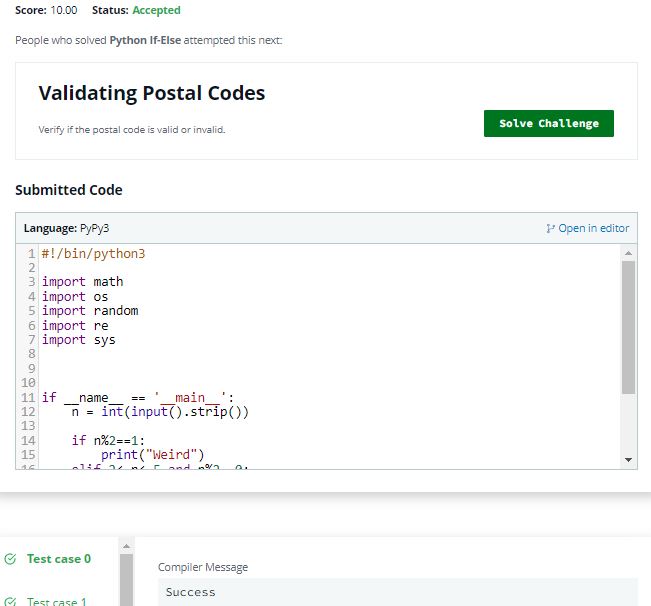 Score: 10.00 Status: Accepted
People who solved Python If-Else attempted this next:
Validating Postal Codes
Verify if the postal code is valid or invalid.
Solve Challenge
Submitted Code
Language: PyPy3 Open in editor
1 #!/bin/python3
2
3 import math
4 import os
5 import random
6 import re
7 import sys
8
9
10
11 if __name__ == '__main__':
12 n = int(input().strip())
13
14 if n%2==1:
15 print("Weird")
Test case 0
Compiler Message
Success
Test case 1